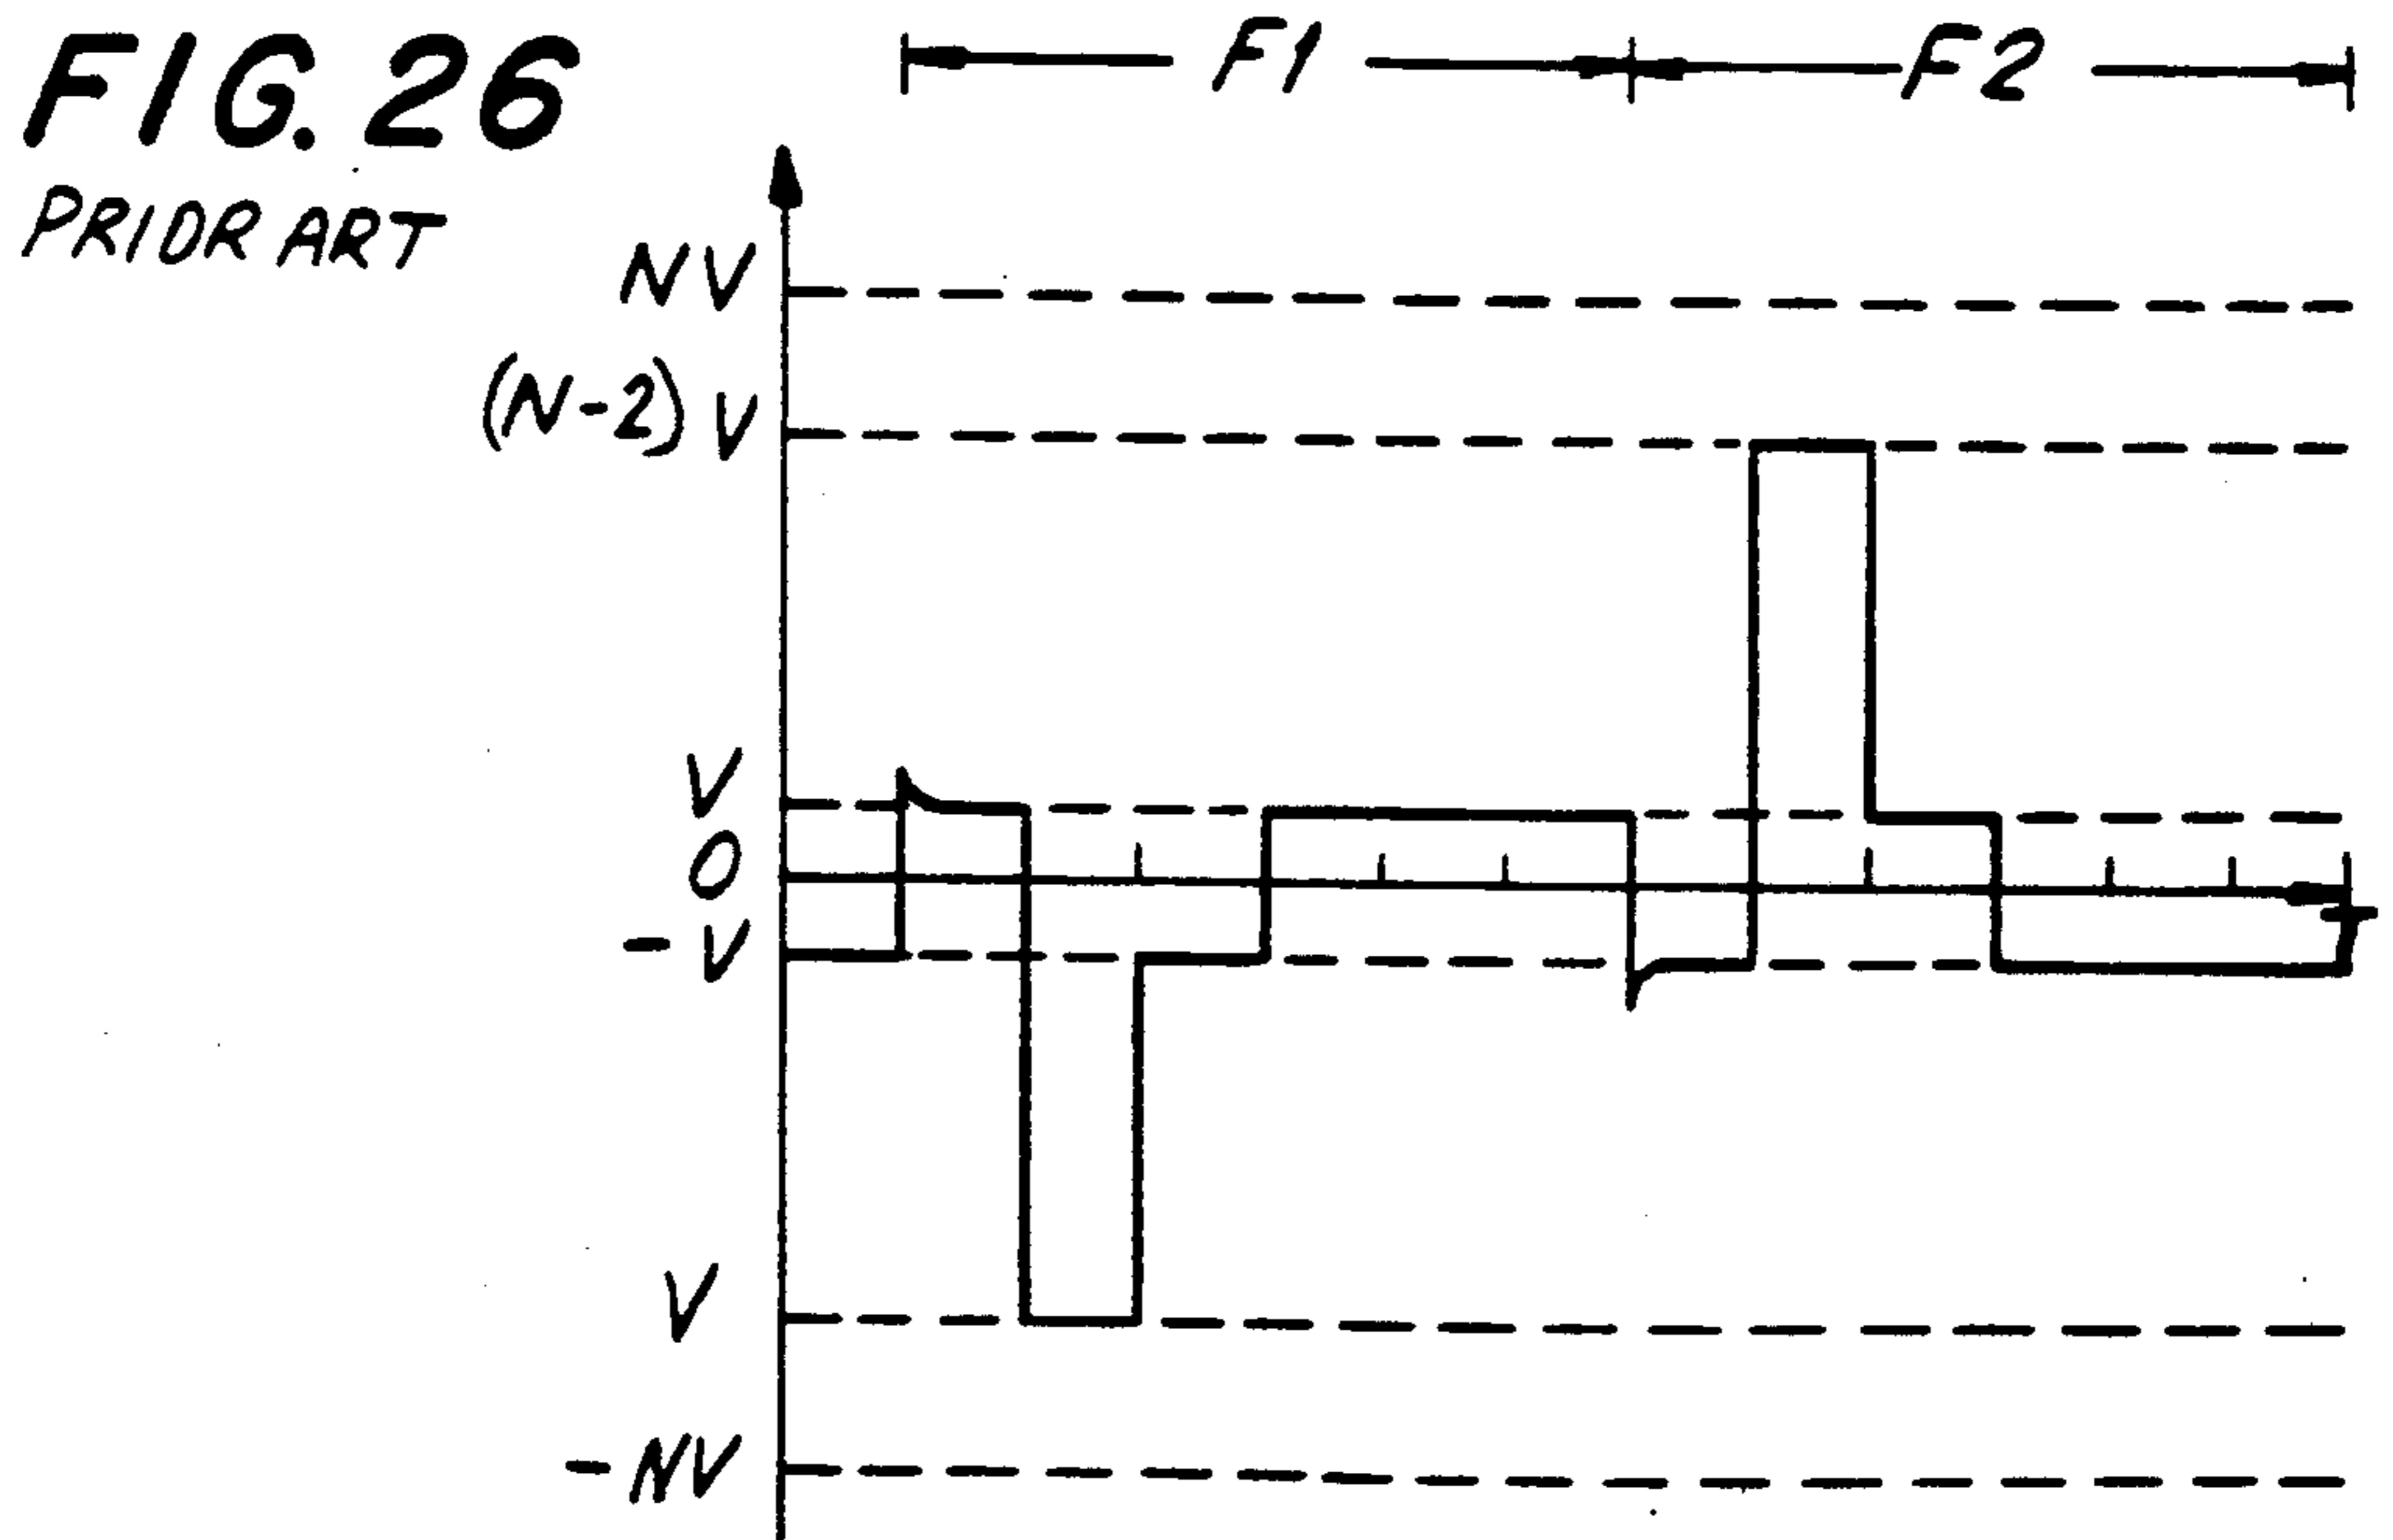 FIG. 26
PRIOR ART
F1
F2
NV
(N-2) V
V
0
- V
V
- NV